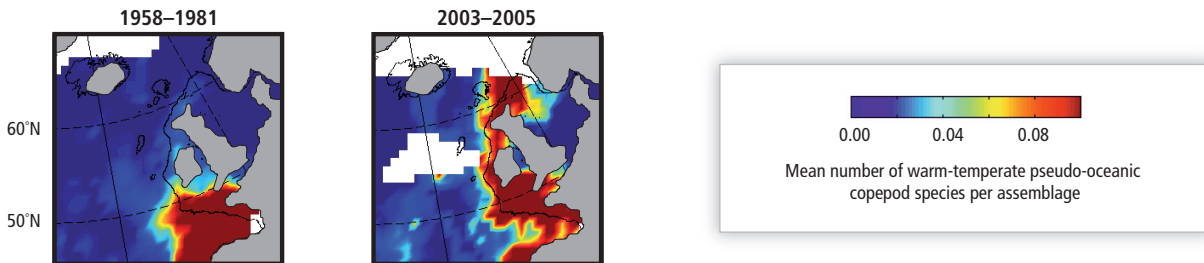 1958–1981
2003–2005
60˚N
50˚N
0.00 0.04 0.08
Mean number of warm-temperate pseudo-oceanic
copepod species per assemblage